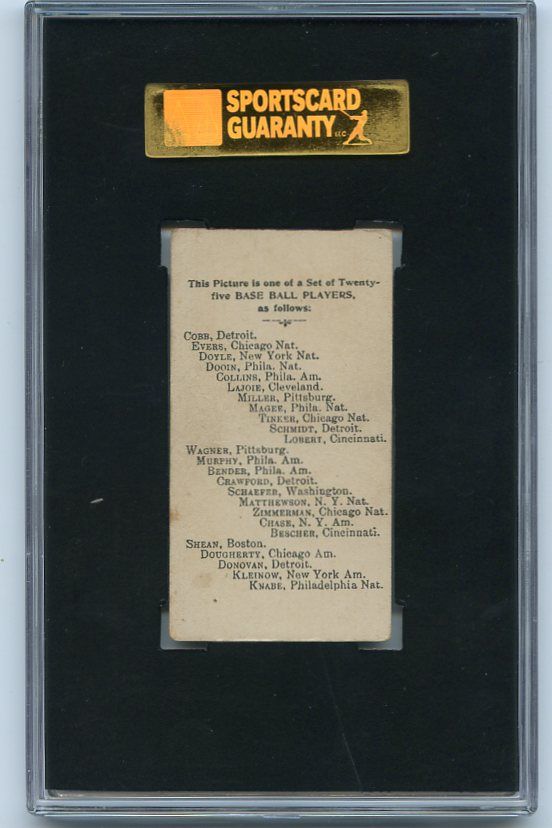 SPORTSCARD
GUARANTY LLC
This Picture is one of a Set of Twenty-
five BASE BALL PLAYERS,
as follows:
COBB, Detroit.
EVERS, Chicago Nat.
DOYLE, New York Nat.
DOOIN, Phila. Nat.
COLLINS, Phila. Am.
LAJOIE, Cleveland.
MILLER, Pittsburg.
MAGEE, Phila. Nat.
TINKER, Chicago Nat.
SCHMIDT, Detroit.
LOBERT, Cincinnati.
WAGNER, Pittsburg.
MURPHY, Phila. Am.
BENDER, Phila. Am.
CRAWFORD, Detroit.
SCHAEFER, Washington.
MATTHEWSON, N. Y. Nat.
ZIMMERMAN, Chicago Nat.
CHASE, N. Y. Am.
BESCHER, Cincinnati.
SHEAN, Boston.
DOUGHERTY, Chicago Am.
DONOVAN, Detroit.
KLEINOW, New York Am.
KNABE, Philadelphia Nat.